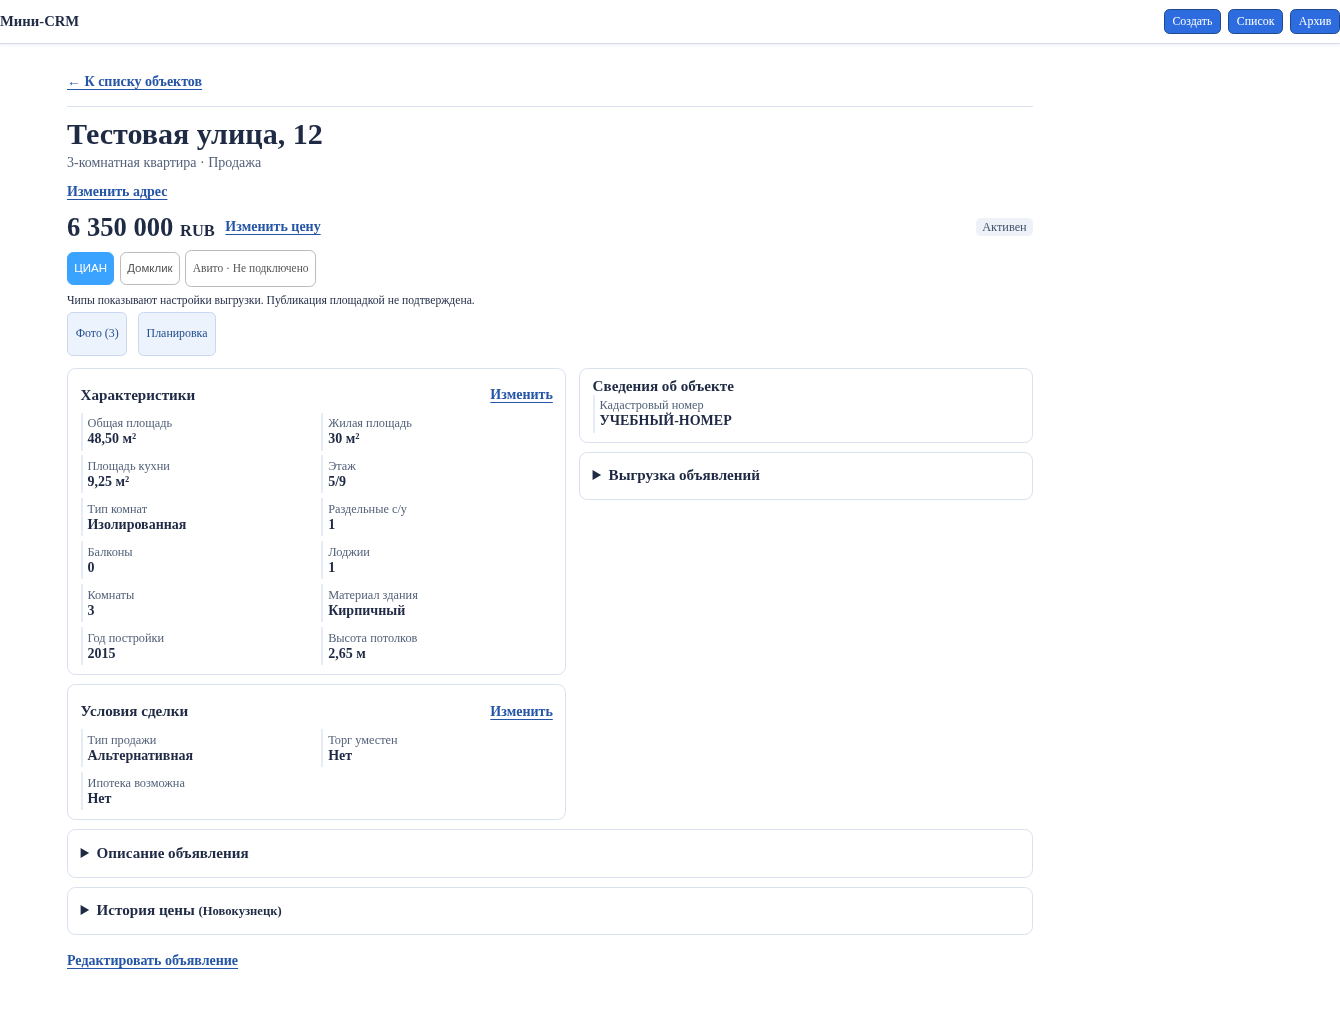 Мини-CRM
Создать
Список
Архив
← К списку объектов
Тестовая улица, 12
3-комнатная квартира · Продажа
Изменить адрес
6 350 000 RUB Изменить цену
Активен
ЦИАН
Домклик
Авито · Не подключено
Чипы показывают настройки выгрузки. Публикация площадкой не подтверждена.
Фото (3)
Планировка
Характеристики
Изменить
Общая площадь
48,50 м²
Жилая площадь
30 м²
Площадь кухни
9,25 м²
Этаж
5/9
Тип комнат
Изолированная
Раздельные с/у
1
Балконы
0
Лоджии
1
Комнаты
3
Материал здания
Кирпичный
Год постройки
2015
Высота потолков
2,65 м
Сведения об объекте
Кадастровый номер
УЧЕБНЫЙ-НОМЕР
▶ Выгрузка объявлений
Условия сделки
Изменить
Тип продажи
Альтернативная
Торг уместен
Нет
Ипотека возможна
Нет
▶ Описание объявления
▶ История цены (Новокузнецк)
Редактировать объявление